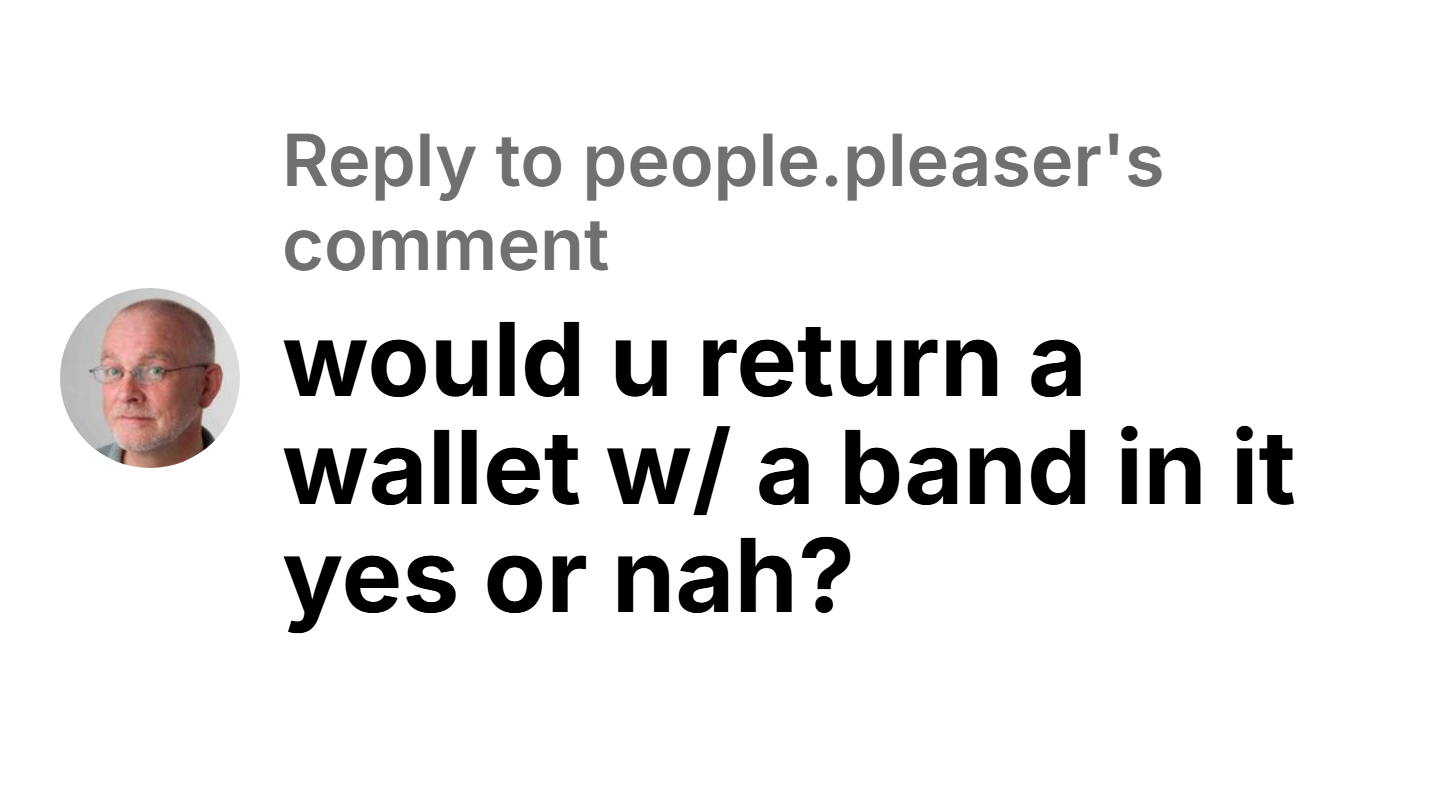 Reply to people.pleaser's
comment
would u return a
wallet w/ a band in it
yes or nah?